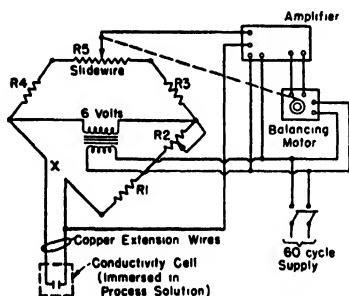 Amplifier
R5
Slidewire
R4
R3
6 Volts
R2
Balancing
Motor
X
R1
Copper Extension Wires
Conductivity Cell
(Immersed in
Process Solution)
60 cycle
Supply